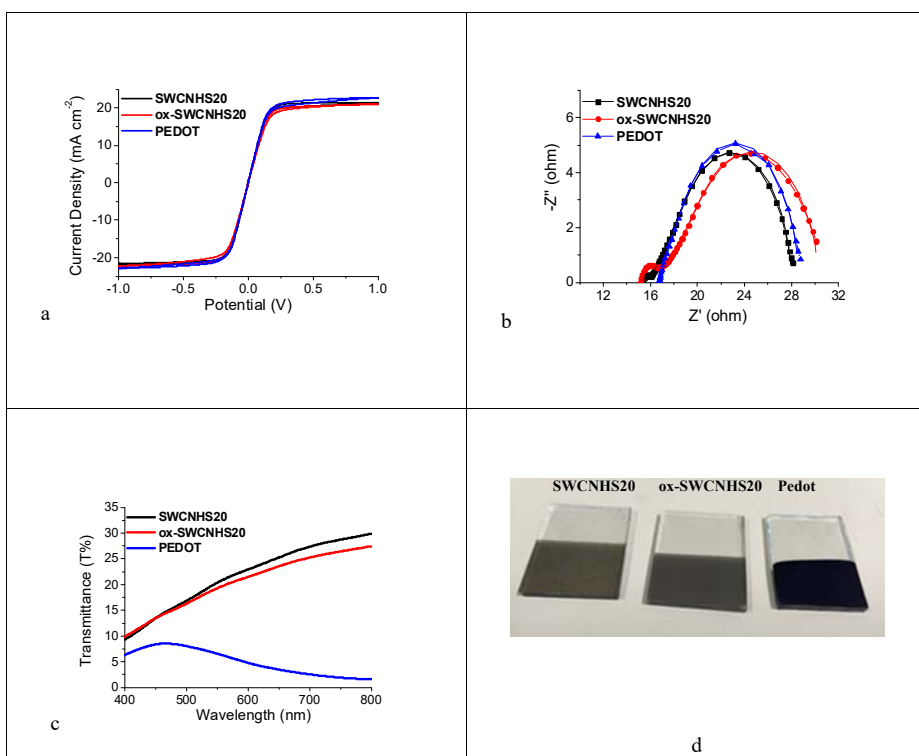 SWCNHS20
ox-SWCNHS20
PEDOT
Current Density (mA cm⁻²)
20
10
0
-10
-20
-1.0 -0.5 0.0 0.5 1.0
Potential (V)
a
SWCNHS20
ox-SWCNHS20
PEDOT
-Z'' (ohm)
6
4
2
0
12 16 20 24 28 32
Z' (ohm)
b
SWCNHS20
ox-SWCNHS20
PEDOT
Transmittance (T%)
35
30
25
20
15
10
5
0
400 500 600 700 800
Wavelength (nm)
c
SWCNHS20 ox-SWCNHS20 Pedot
d